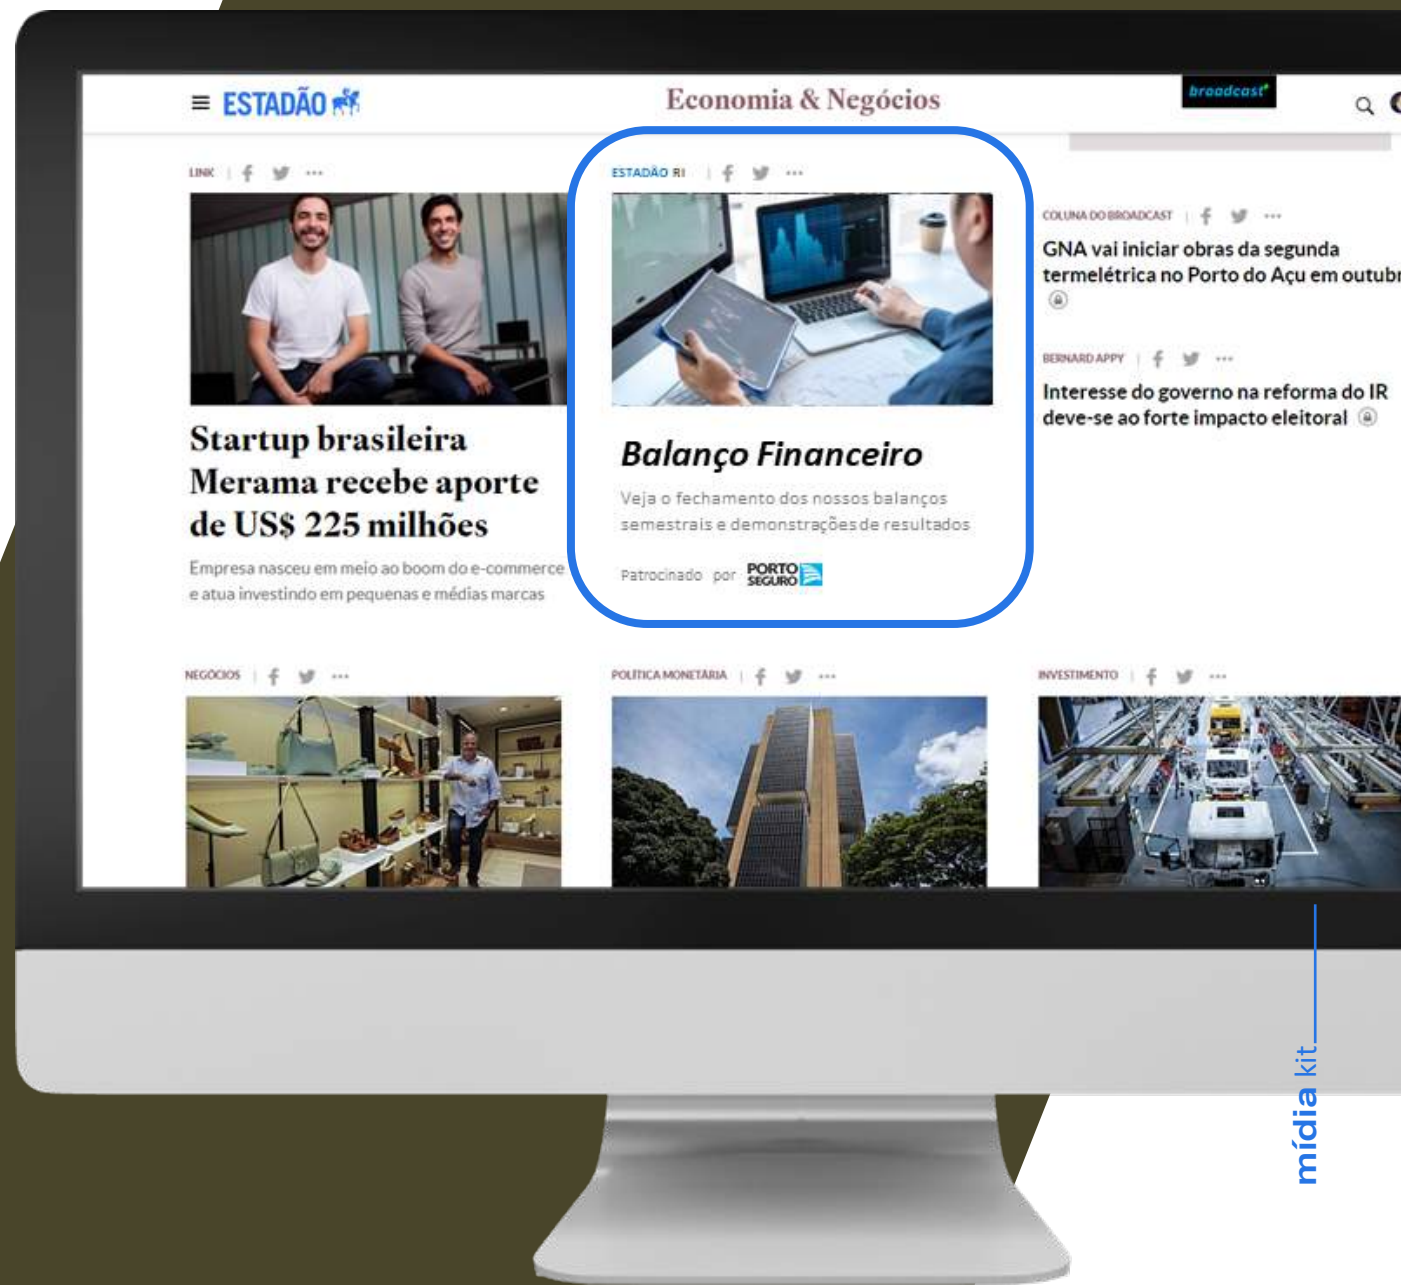 ESTADÃO
Economia & Negócios
broadcast+
LINK
Startup brasileira
Merama recebe aporte
de US$ 225 milhões
Empresa nasceu em meio ao boom do e-commerce
e atua investindo em pequenas e médias marcas
ESTADÃO RI
Balanço Financeiro
Veja o fechamento dos nossos balanços
semestrais e demonstrações de resultados
Patrocinado por PORTO
SEGURO
COLUNA DO BROADCAST
GNA vai iniciar obras da segunda
termelétrica no Porto do Açu em outubr
BERNARD APPY
Interesse do governo na reforma do IR
deve-se ao forte impacto eleitoral
NEGÓCIOS
POLÍTICA MONETÁRIA
INVESTIMENTO
mídia kit